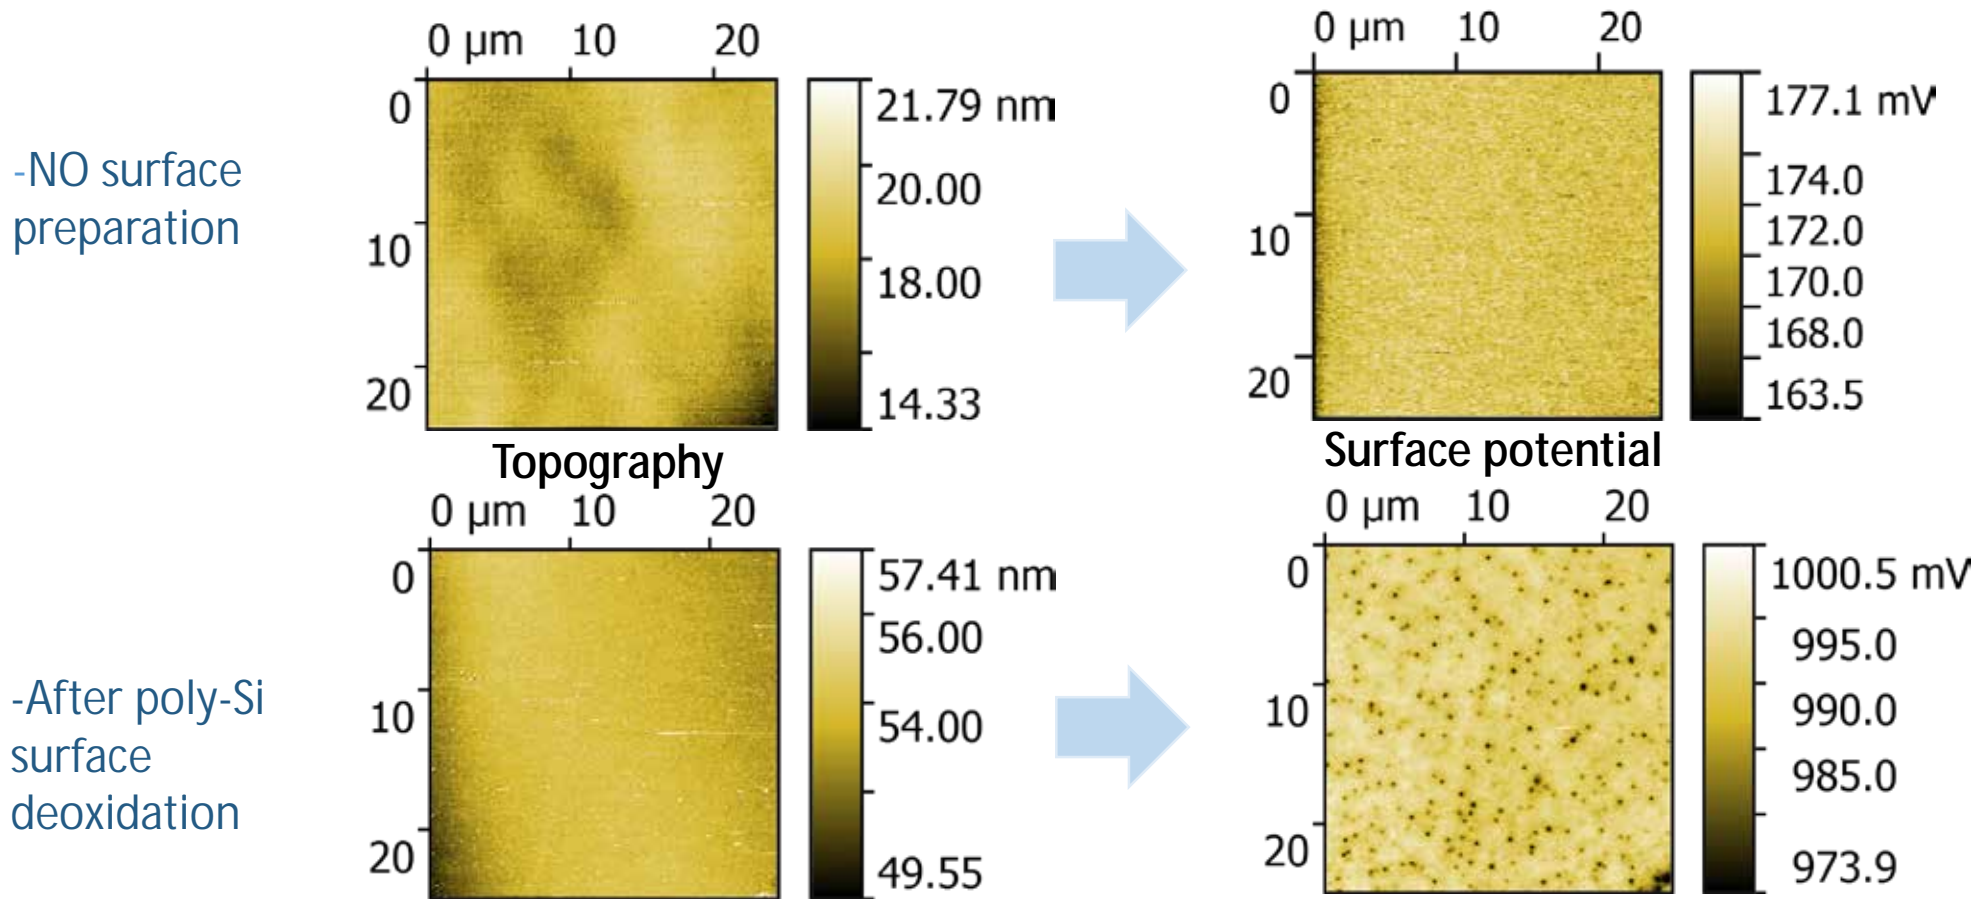 0 µm 10 20
0
10
20
21.79 nm
20.00
18.00
14.33
0 µm 10 20
0
10
20
177.1 mV
174.0
172.0
170.0
168.0
163.5
-NO surface
preparation
Topography
Surface potential
0 µm 10 20
0
10
20
57.41 nm
56.00
54.00
49.55
0 µm 10 20
0
10
20
1000.5 mV
995.0
990.0
985.0
973.9
-After poly-Si
surface
deoxidation